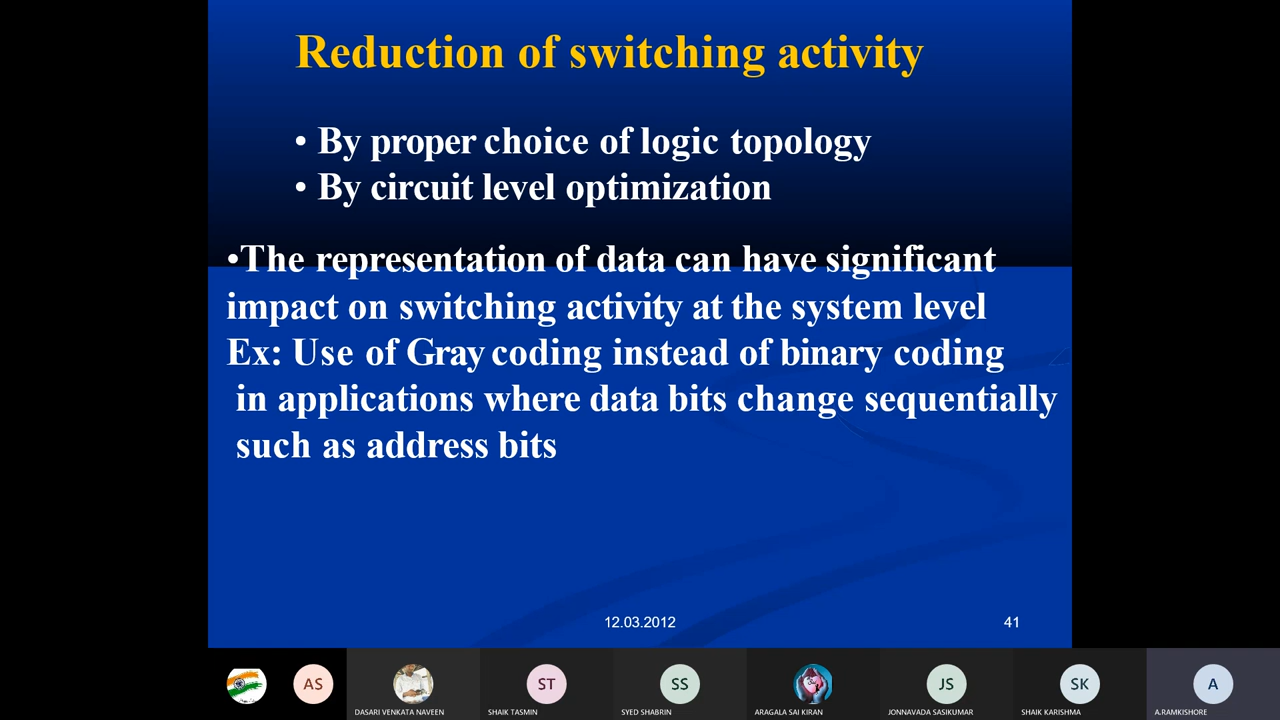 Reduction of switching activity
• By proper choice of logic topology
• By circuit level optimization
•The representation of data can have significant
impact on switching activity at the system level
Ex: Use of Gray coding instead of binary coding
in applications where data bits change sequentially
such as address bits
12.03.2012
41
AS
ST
SS
JS
SK
A
DASARI VENKATA NAVEEN
SHAIK TASMIN
SYED SHABRIN
ARAGALA SAI KIRAN
JONNAVADA SASIKUMAR
SHAIK KARISHMA
A.RAMKISHORE